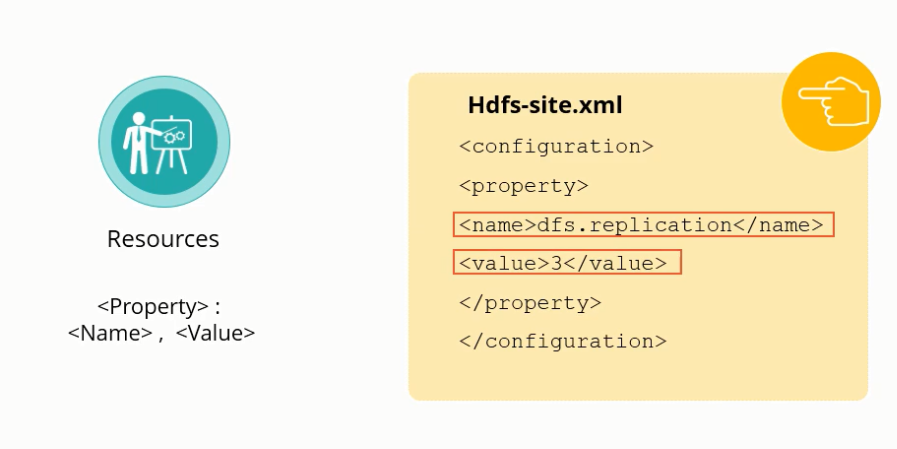 Resources
<Property> :
<Name> , <Value>
Hdfs-site.xml
<configuration>
<property>
<name>dfs.replication</name>
<value>3</value>
</property>
</configuration>